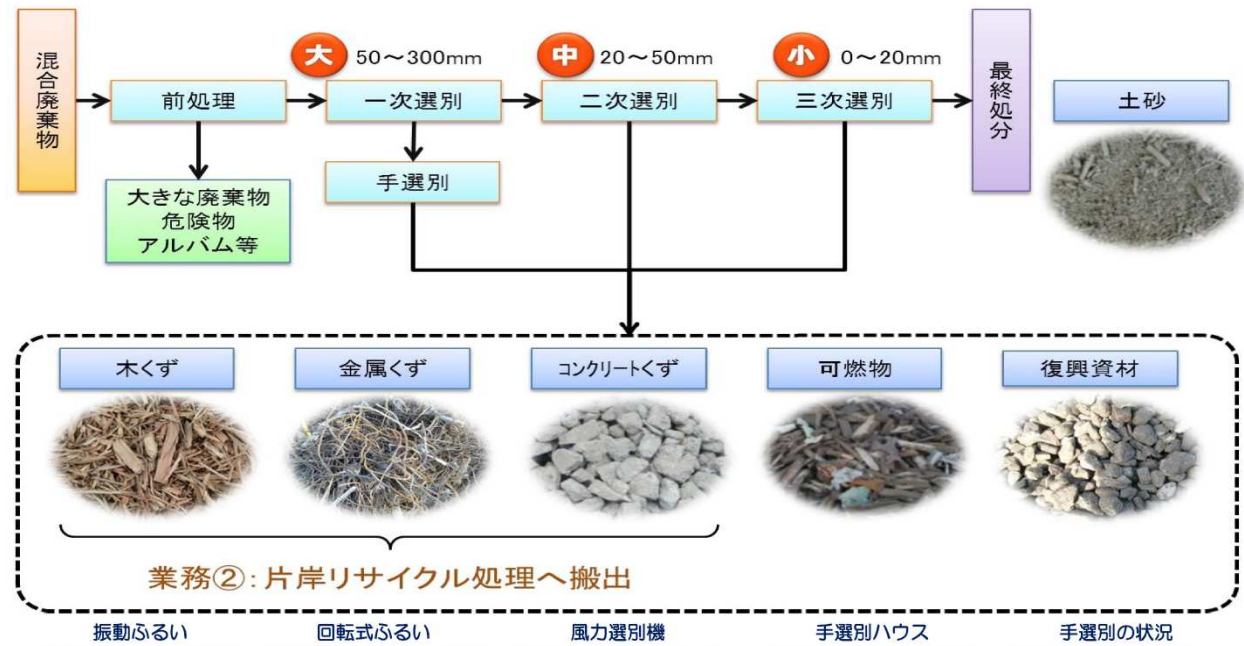 混合廃棄物
前処理
大きな廃棄物
危険物
アルバム等
大 50～300mm
一次選別
手選別
中 20～50mm
二次選別
小 0～20mm
三次選別
最終処分
土砂
木くず
金属くず
コンクリートくず
可燃物
復興資材
業務②：片岸リサイクル処理へ搬出
振動ふるい
回転式ふるい
風力選別機
手選別ハウス
手選別の状況